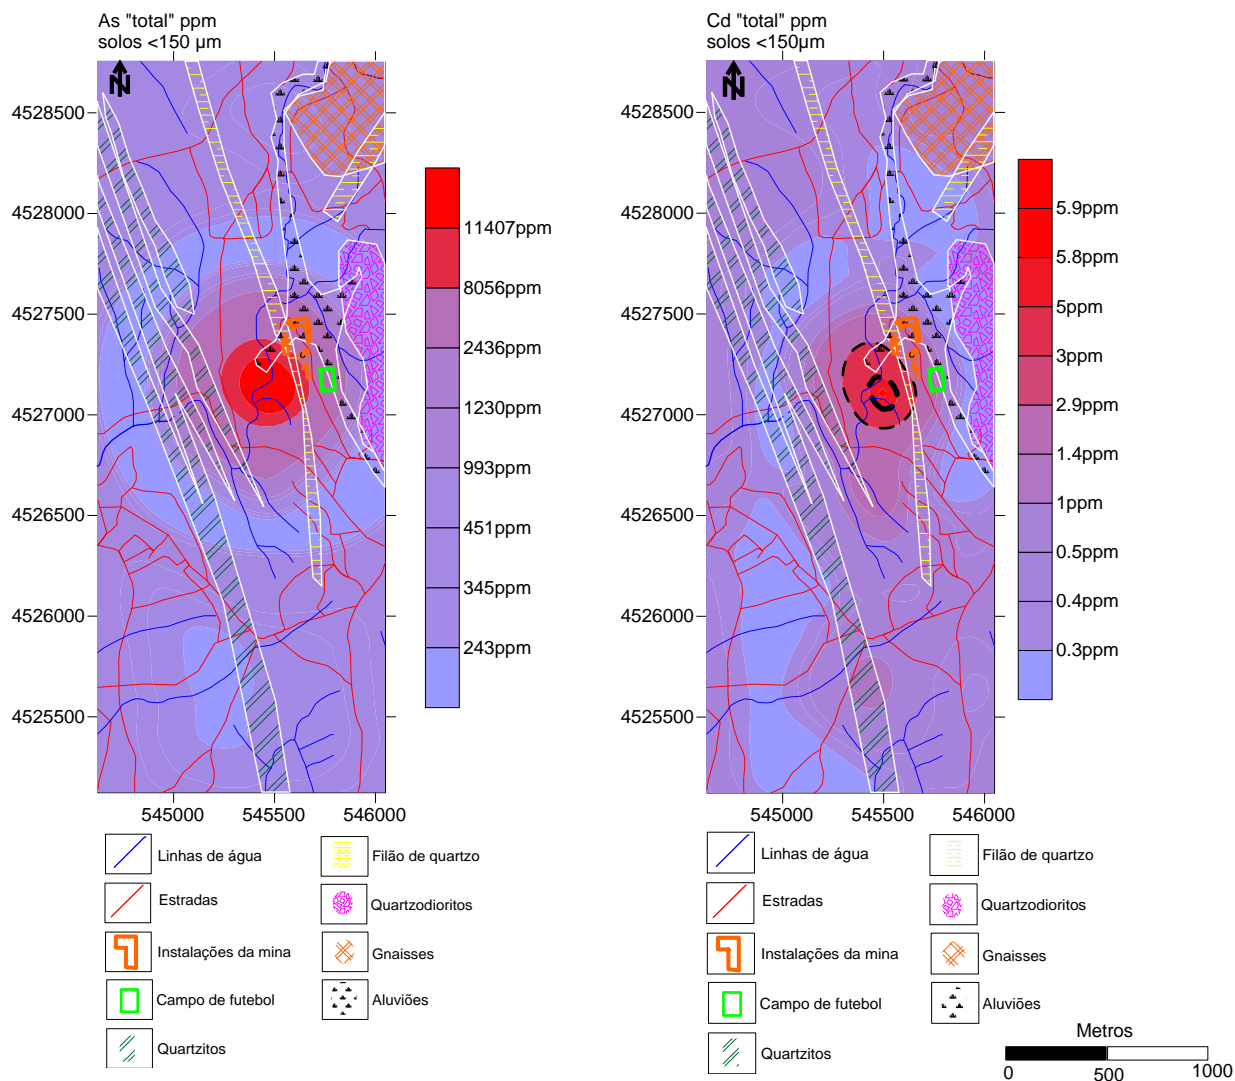 As "total" ppm
solos <150 µm
N
4528500
4528000
4527500
4527000
4526500
4526000
4525500
545000
545500
546000
11407ppm
8056ppm
2436ppm
1230ppm
993ppm
451ppm
345ppm
243ppm
Linhas de água
Estradas
Instalações da mina
Campo de futebol
Quartzitos
Filão de quartzo
Quartzodioritos
Gnaisses
Aluviões
Cd "total" ppm
solos <150µm
N
4528500
4528000
4527500
4527000
4526500
4526000
4525500
545000
545500
546000
5.9ppm
5.8ppm
5ppm
3ppm
2.9ppm
1.4ppm
1ppm
0.5ppm
0.4ppm
0.3ppm
Linhas de água
Estradas
Instalações da mina
Campo de futebol
Quartzitos
Filão de quartzo
Quartzodioritos
Gnaisses
Aluviões
Metros
0
500
1000